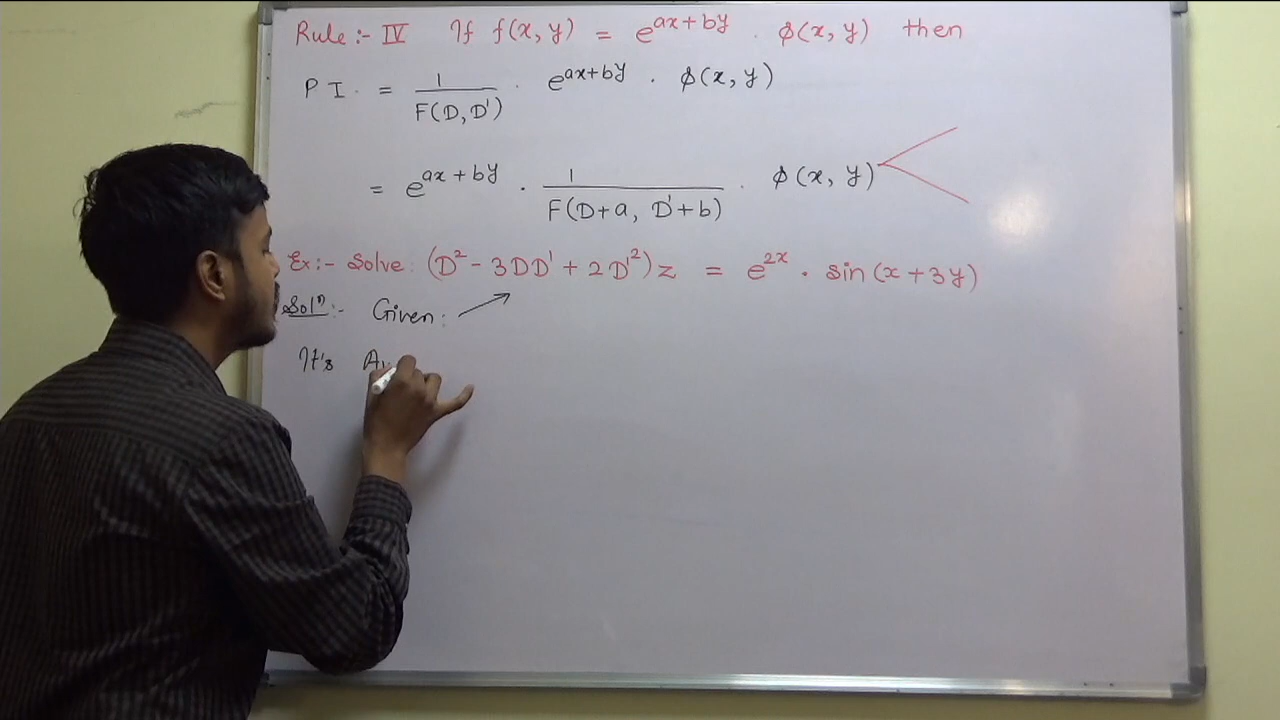 Rule:- IV If f(x, y) = e^{ax+by} . φ(x, y) then
P I. = 1/F(D, D') . e^{ax+by} . φ(x, y)
= e^{ax+by} . 1/F(D+a, D'+b) . φ(x, y)
Ex:- Solve: (D² - 3DD' + 2D'²)z = e^{2x} . sin(x+3y)
Solⁿ:- Given:
It's